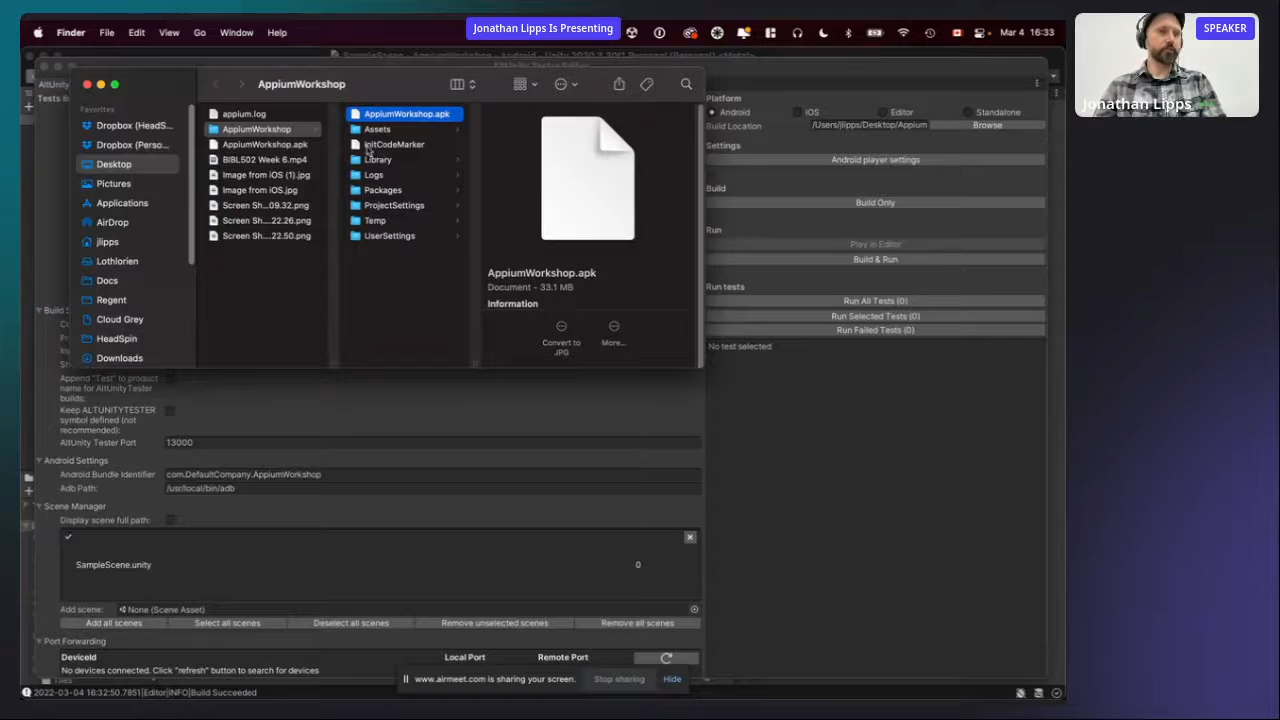 Jonathan Lipps Is Presenting
SPEAKER
Jonathan Lipps
Finder File Edit View Go Window Help
Mar 4 16:33
AppiumWorkshop
Favorites
Dropbox (HeadS...
Dropbox (Perso...
Desktop
Pictures
Applications
AirDrop
jlipps
Lothlorien
Docs
Regent
Cloud Grey
HeadSpin
Downloads
appium.log
AppiumWorkshop
AppiumWorkshop.apk
BIBL502 Week 6.mp4
Image from iOS (1).jpg
Image from iOS.jpg
Screen Sh....09.32.png
Screen Sh....22.26.png
Screen Sh....22.50.png
AppiumWorkshop.apk
Assets
initCodeMarker
Library
Logs
Packages
ProjectSettings
Temp
UserSettings
AppiumWorkshop.apk
Document - 33.1 MB
Information
Convert to
JPG
More...
Platform
Android iOS Editor Standalone
Build Location /Users/jlipps/Desktop/Appium Browse
Settings
Android player settings
Build
Build Only
Run
Play in Editor
Build & Run
Run tests
Run All Tests (0)
Run Selected Tests (0)
Run Failed Tests (0)
No test selected
Append "Test" to product
name for AltUnityTester
builds:
Keep ALTUNITYTESTER
symbol defined (not
recommended):
AltUnity Tester Port 13000
Android Settings
Android Bundle Identifier com.DefaultCompany.AppiumWorkshop
Adb Path: /usr/local/bin/adb
Scene Manager
Display scene full path:
SampleScene.unity 0
Add scene: None (Scene Asset)
Add all scenes Select all scenes Deselect all scenes Remove unselected scenes Remove all scenes
Port Forwarding
DeviceId Local Port Remote Port
No devices connected. Click "refresh" button to search for devices
www.airmeet.com is sharing your screen. Stop sharing Hide
2022-03-04 16:32:50.7851|Editor|INFO|Build Succeeded